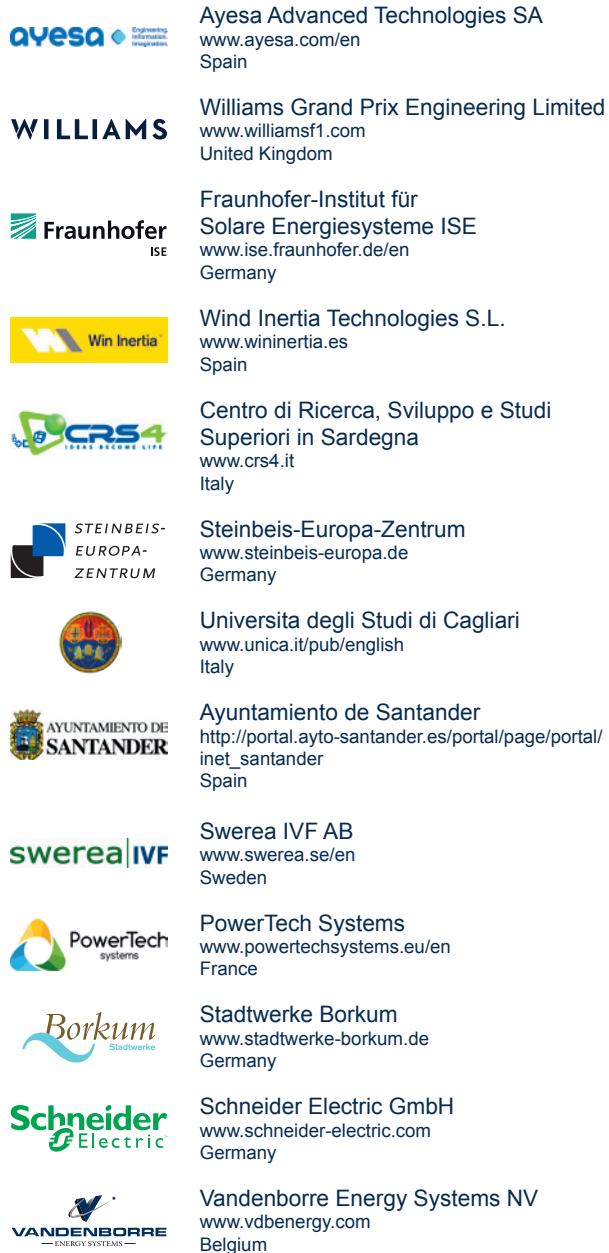 ayesa Engineering. Information. Imagination.
Ayesa Advanced Technologies SA
www.ayesa.com/en
Spain
WILLIAMS
Williams Grand Prix Engineering Limited
www.williamsf1.com
United Kingdom
Fraunhofer
ISE
Fraunhofer-Institut für
Solare Energiesysteme ISE
www.ise.fraunhofer.de/en
Germany
Win Inertia
Wind Inertia Technologies S.L.
www.wininertia.es
Spain
CRS4
IDEAS BECOME LIFE
Centro di Ricerca, Sviluppo e Studi
Superiori in Sardegna
www.crs4.it
Italy
STEINBEIS-
EUROPA-
ZENTRUM
Steinbeis-Europa-Zentrum
www.steinbeis-europa.de
Germany
Universita degli Studi di Cagliari
www.unica.it/pub/english
Italy
AYUNTAMIENTO DE
SANTANDER
Ayuntamiento de Santander
http://portal.ayto-santander.es/portal/page/portal/
inet_santander
Spain
swerea|IVF
Swerea IVF AB
www.swerea.se/en
Sweden
PowerTech
systems
PowerTech Systems
www.powertechsystems.eu/en
France
Borkum
Stadtwerke
Stadtwerke Borkum
www.stadtwerke-borkum.de
Germany
Schneider
Electric
Schneider Electric GmbH
www.schneider-electric.com
Germany
VANDENBORRE
ENERGY SYSTEMS
Vandenborre Energy Systems NV
www.vdbenergy.com
Belgium